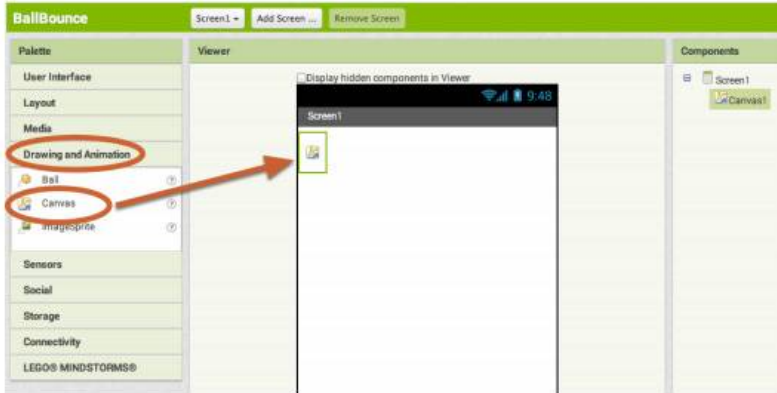 BallBounce
Screen1
Add Screen ...
Remove Screen
Palette
Viewer
Components
User Interface
Layout
Media
Drawing and Animation
Ball
Canvas
ImageSprite
Sensors
Social
Storage
Connectivity
LEGO® MINDSTORMS®
Display hidden components in Viewer
9:48
Screen1
Screen1
Canvas1